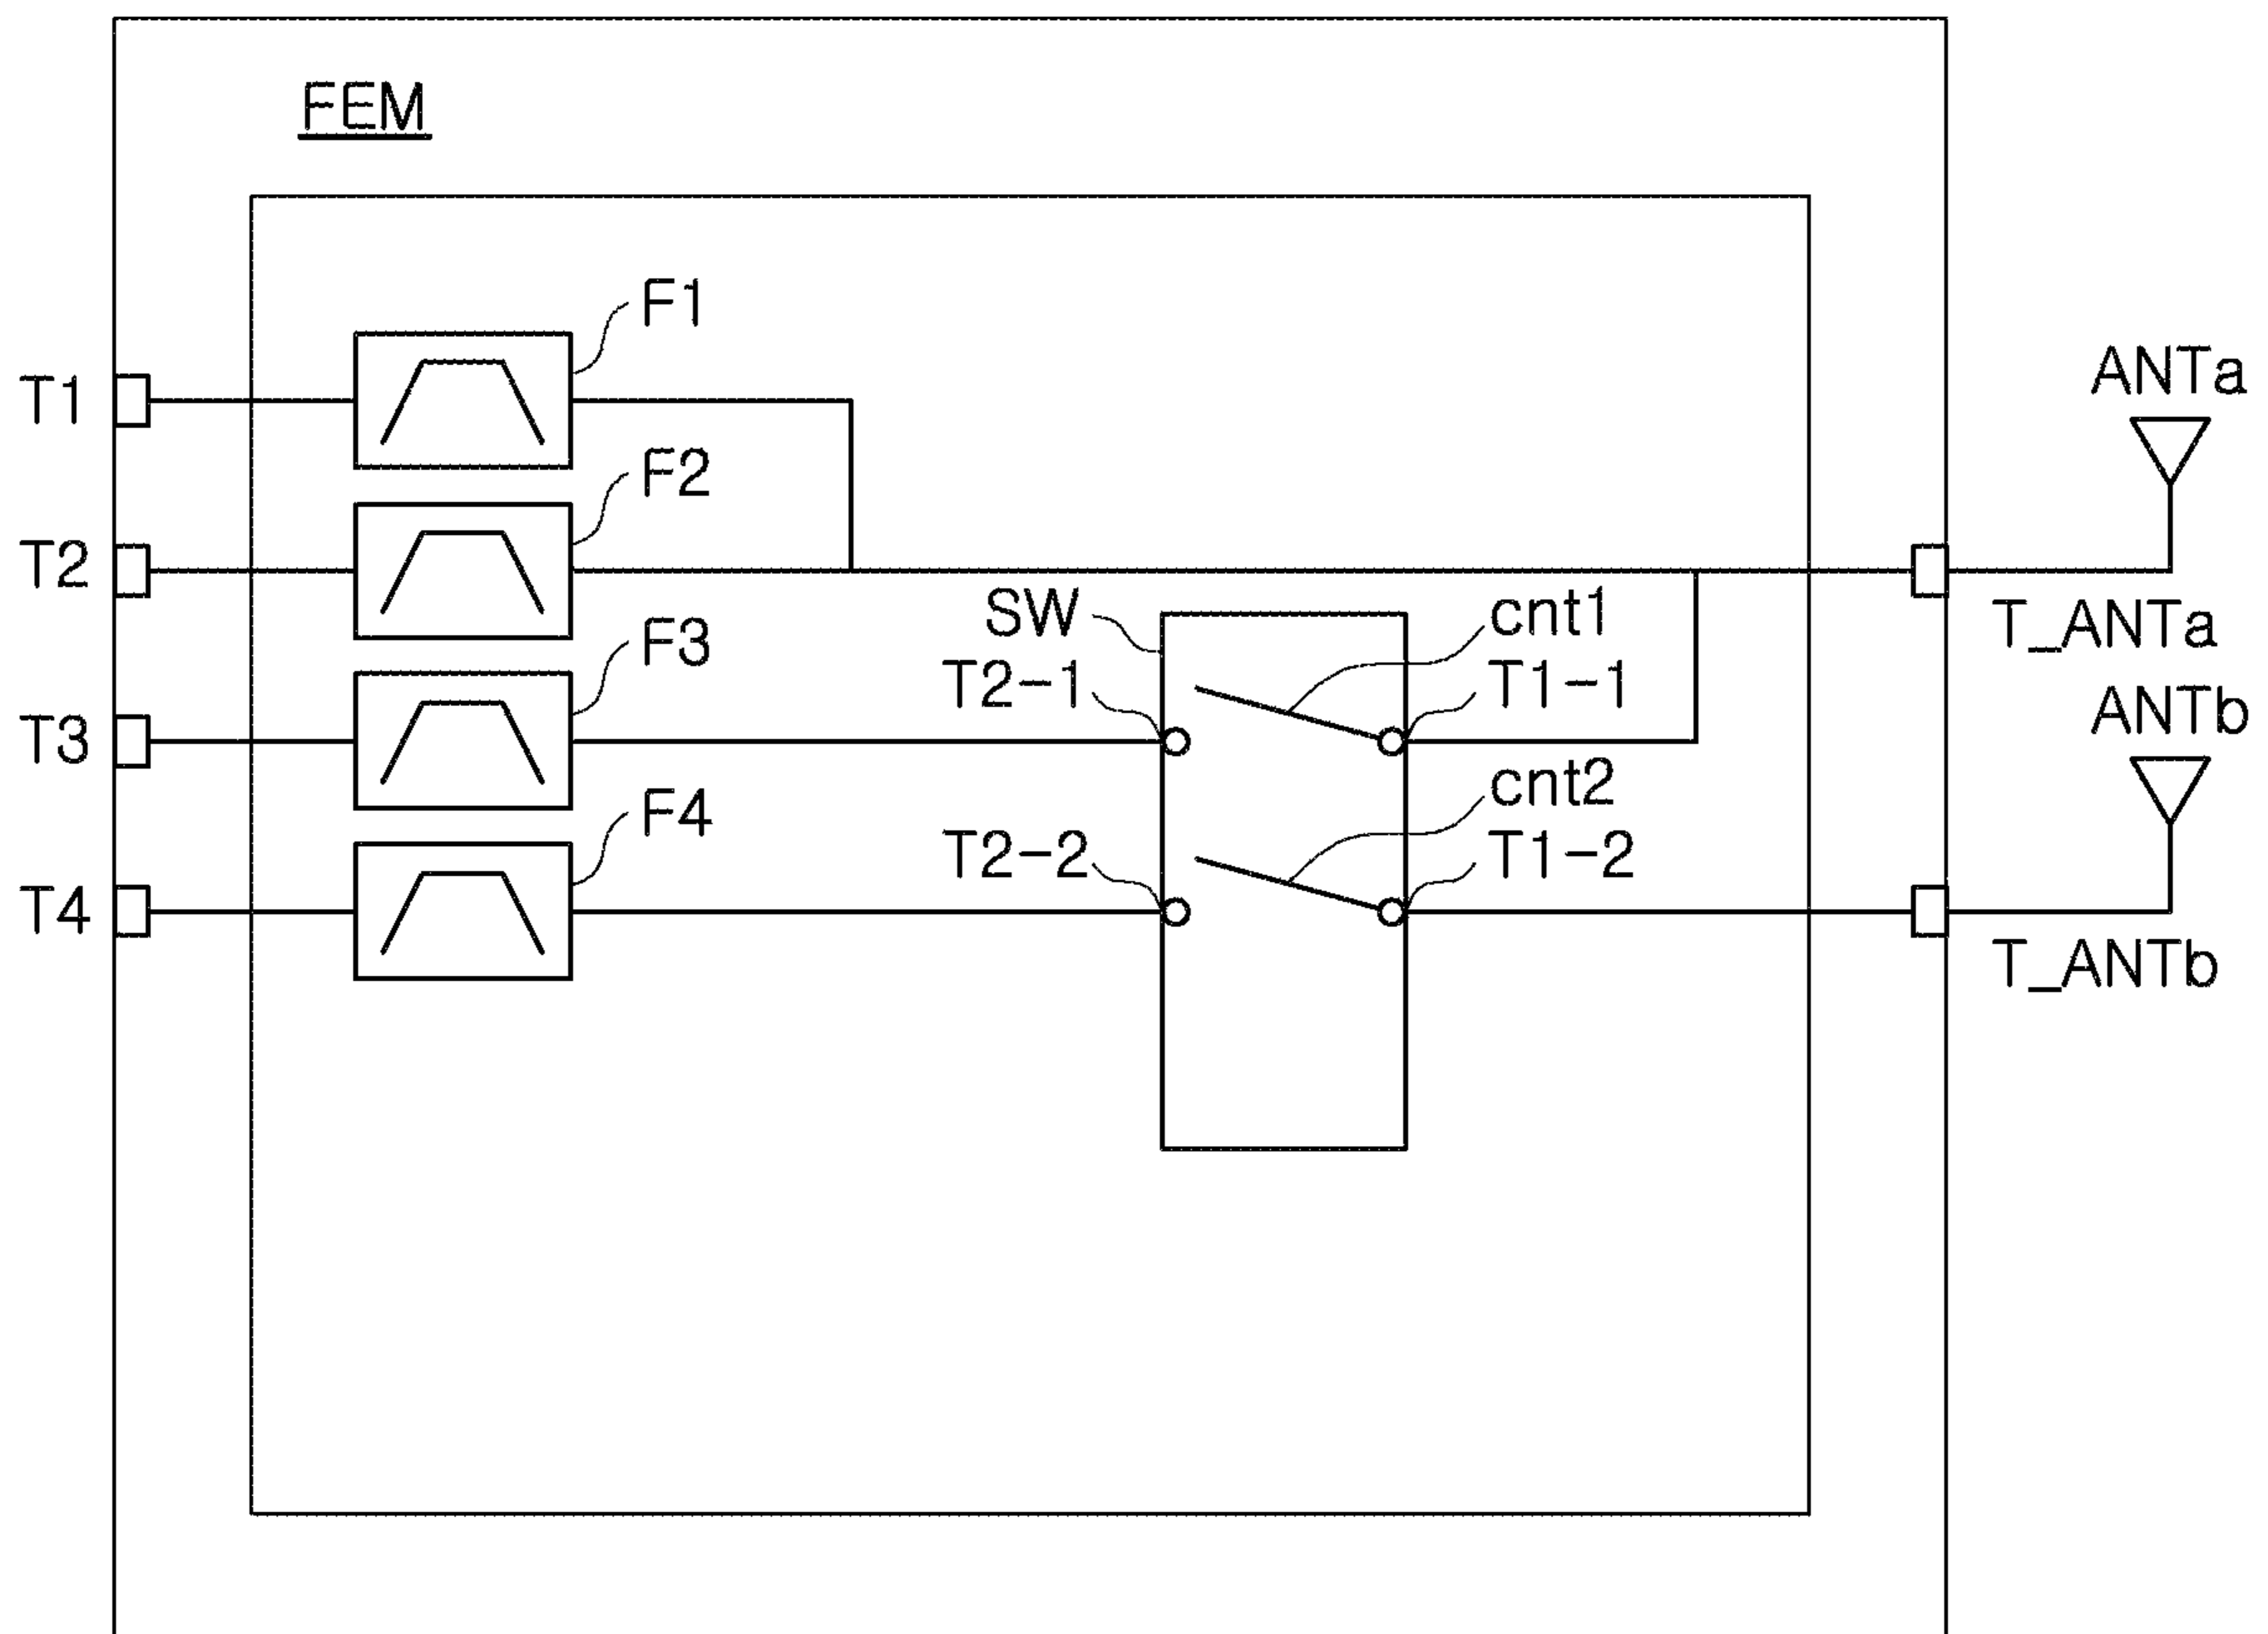 FEM
F1
T1
ANTa
F2
T2
SW
cnt1
T_ANTa
F3
T2-1
T1-1
T3
ANTb
cnt2
F4
T2-2
T1-2
T4
T_ANTb